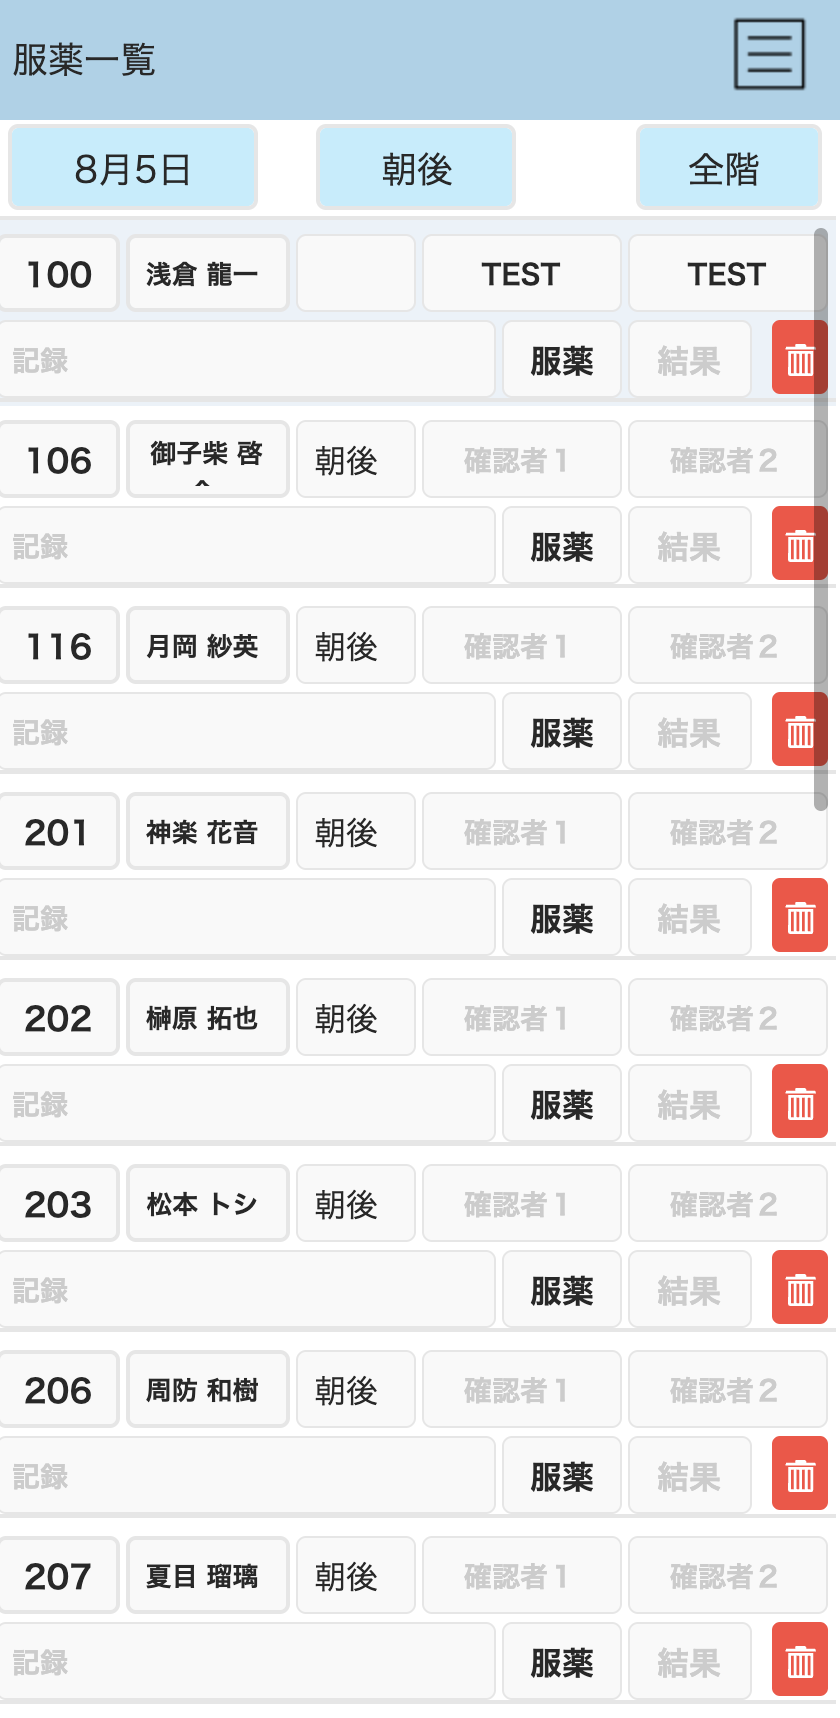 服薬一覧
8月5日 朝後 全階
100 浅倉 龍一 TEST TEST
記録 服薬 結果
106 御子柴 啓 朝後 確認者1 確認者2
記録 服薬 結果
116 月岡 紗英 朝後 確認者1 確認者2
記録 服薬 結果
201 神楽 花音 朝後 確認者1 確認者2
記録 服薬 結果
202 榊原 拓也 朝後 確認者1 確認者2
記録 服薬 結果
203 松本 トシ 朝後 確認者1 確認者2
記録 服薬 結果
206 周防 和樹 朝後 確認者1 確認者2
記録 服薬 結果
207 夏目 瑠璃 朝後 確認者1 確認者2
記録 服薬 結果